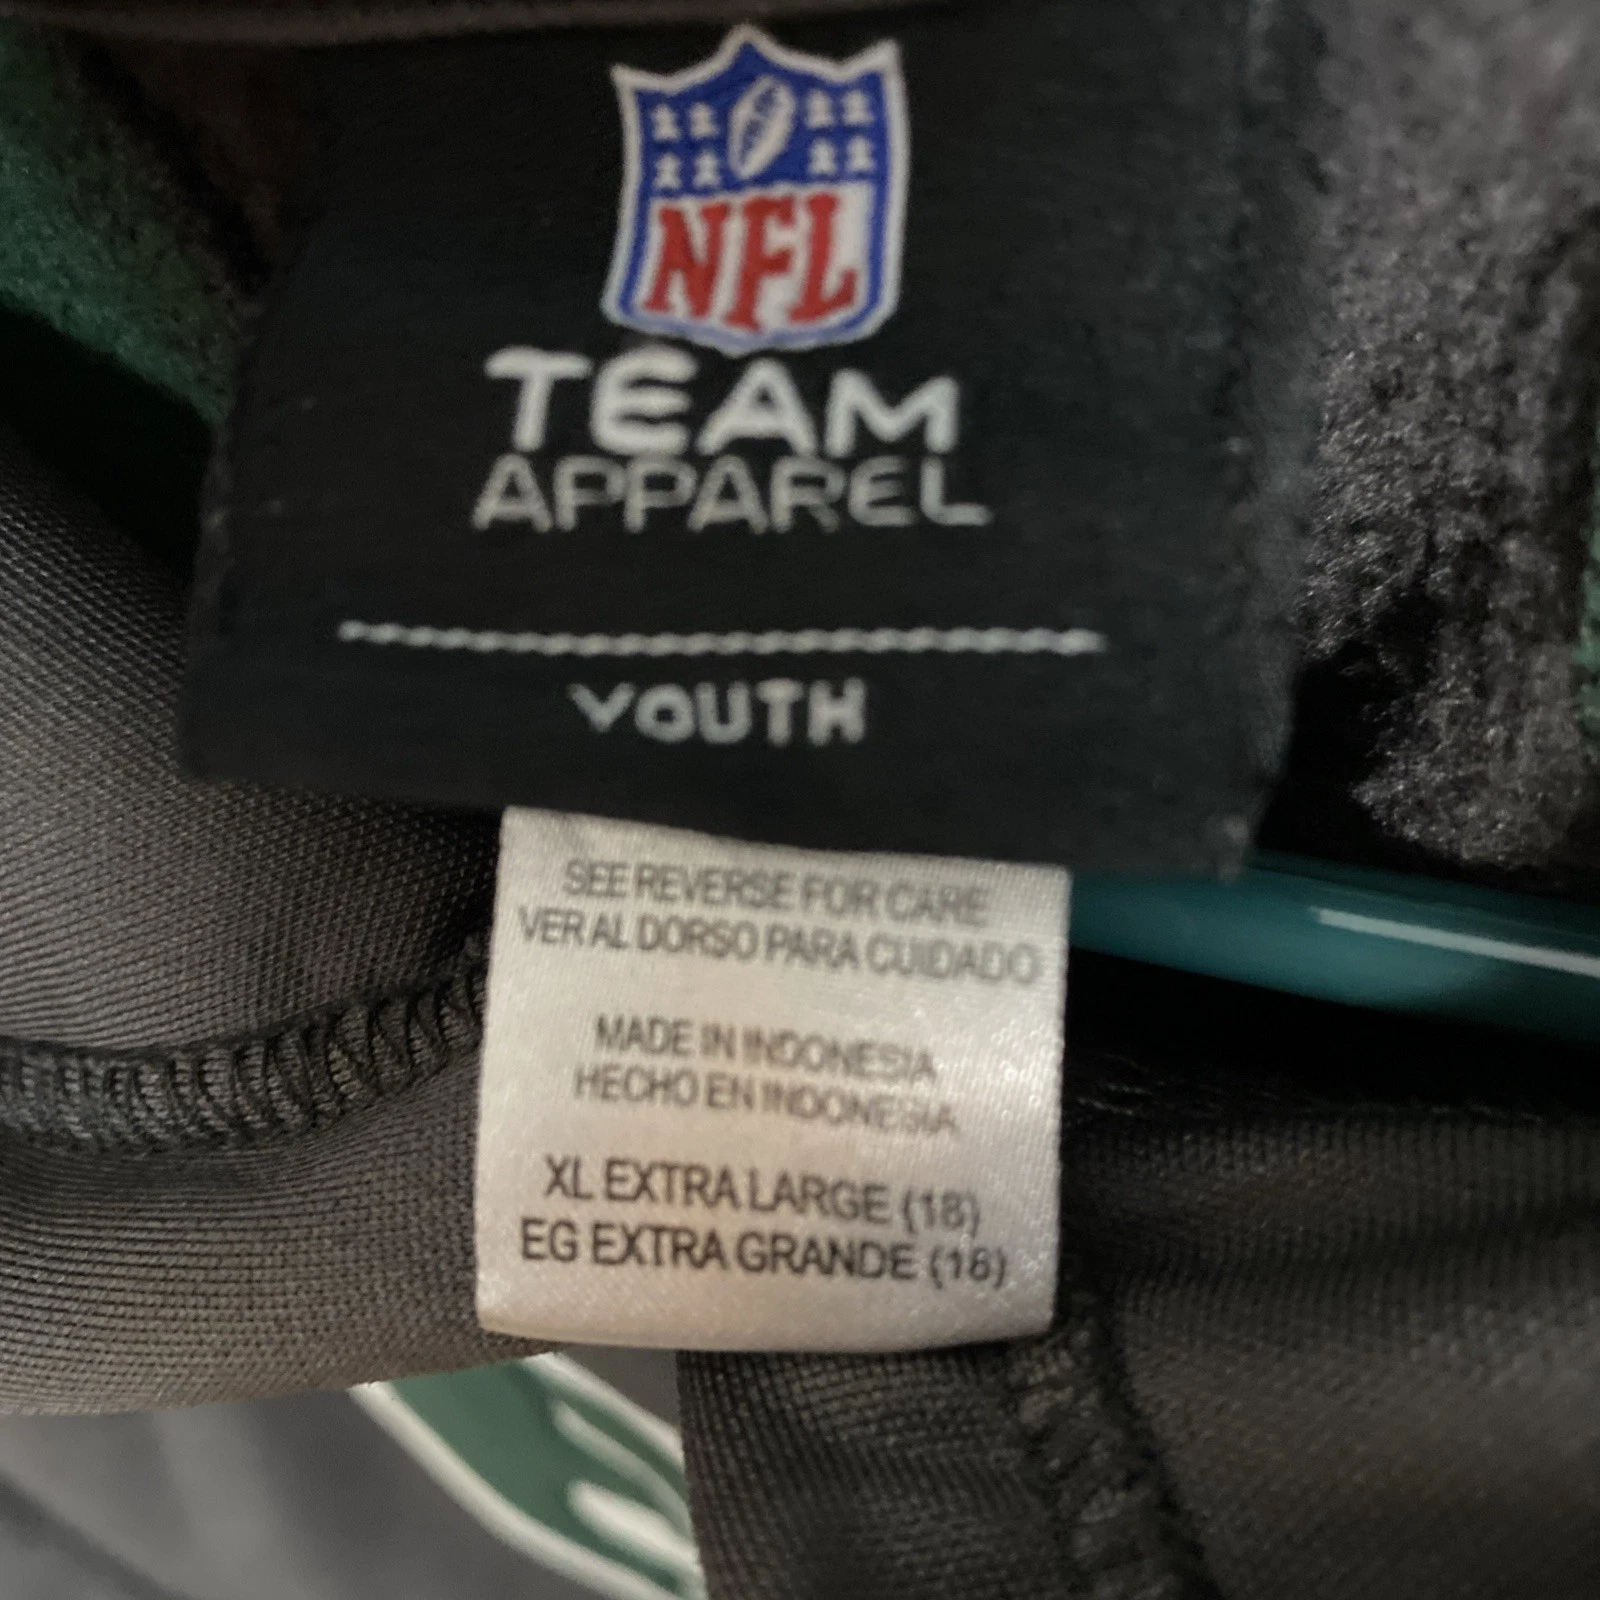 NFL
TEAM
APPAREL
YOUTH
SEE REVERSE FOR CARE
VER AL DORSO PARA CUIDADO
MADE IN INDONESIA
HECHO EN INDONESIA
XL EXTRA LARGE (18)
EG EXTRA GRANDE (18)